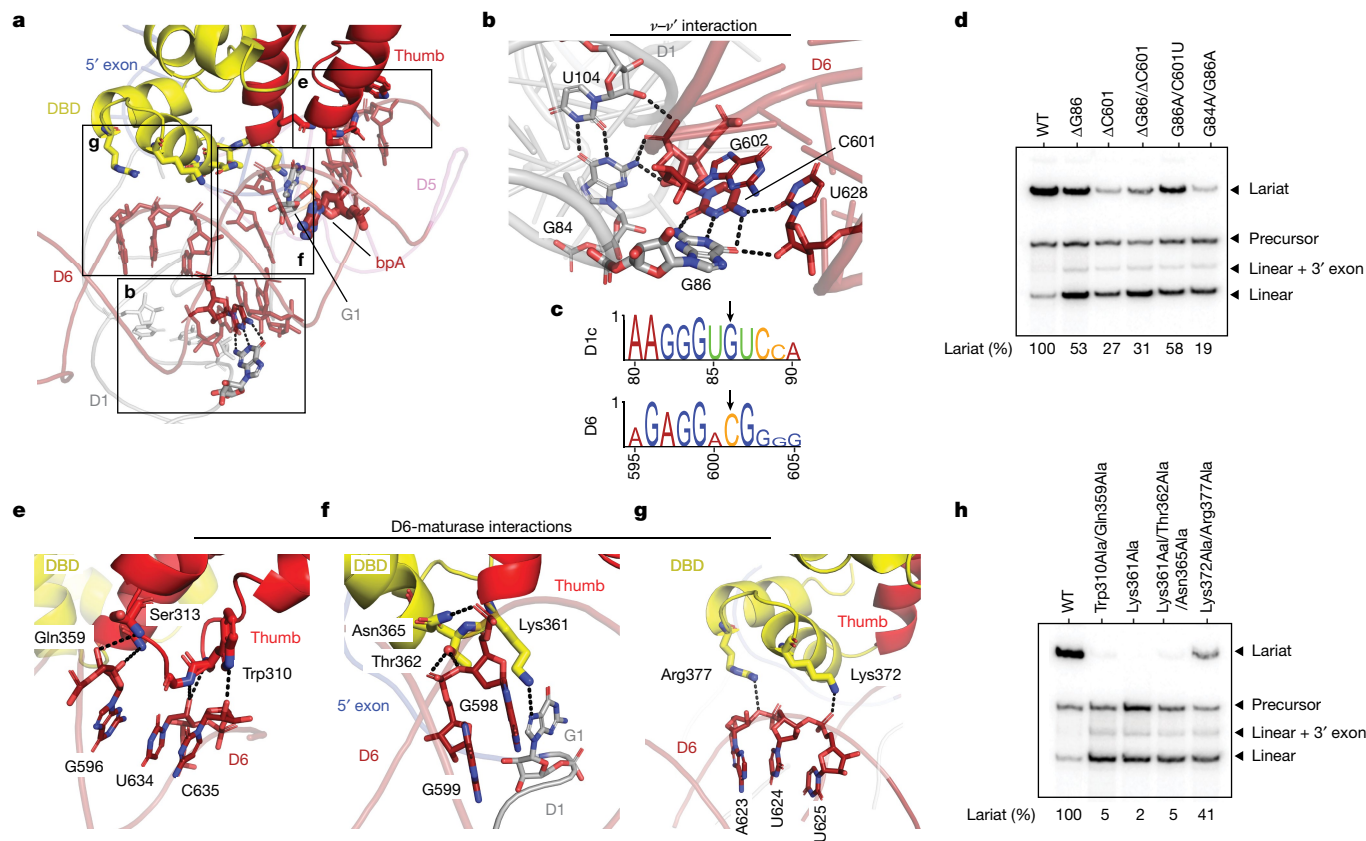 a
5′ exon
Thumb
DBD
e
g
D5
f
bpA
D6
b
G1
D1
b
ν–ν′ interaction
D1
D6
U104
G602
C601
U628
G84
G86
c
1
D1c
AAGGGUGUCCA
80
85
90
1
D6
AGAGGACGGGG
595
600
605
d
WT
ΔG86
ΔC601
ΔG86/ΔC601
G86A/C601U
G84A/G86A
Lariat
Precursor
Linear + 3′ exon
Linear
Lariat (%) 100 53 27 31 58 19
D6-maturase interactions
e
DBD
Ser313
Gln359
Thumb
Trp310
G596
U634
D6
C635
f
DBD
Thumb
Asn365
Lys361
Thr362
5′ exon
G598
G1
D6
G599
D1
g
DBD
Thumb
Arg377
Lys372
D6
A623
U624
U625
h
WT
Trp310Ala/Gln359Ala
Lys361Ala
Lys361Aal/Thr362Ala
/Asn365Ala
Lys372Ala/Arg377Ala
Lariat
Precursor
Linear + 3′ exon
Linear
Lariat (%) 100 5 2 5 41